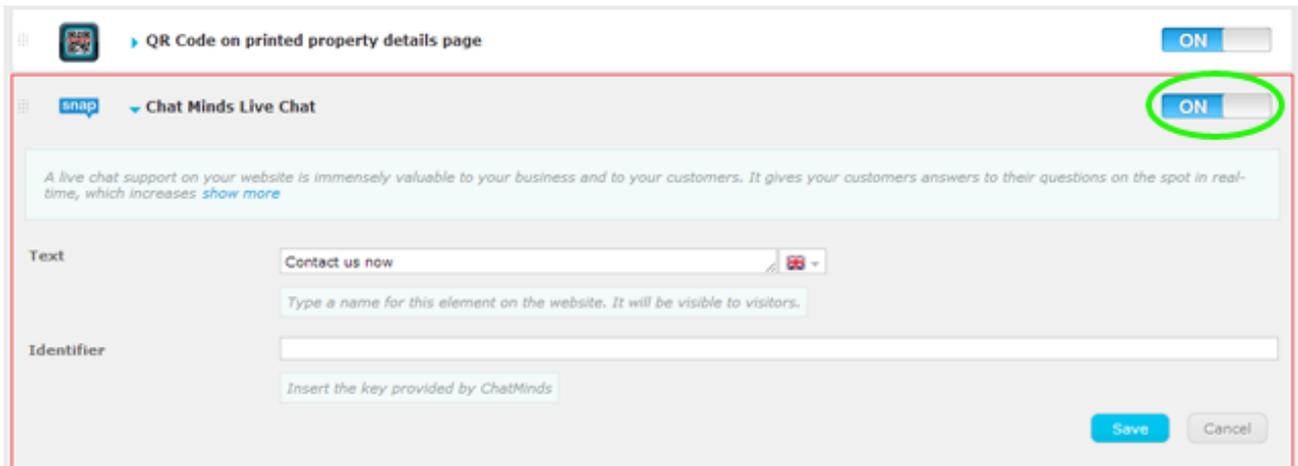 QR Code on printed property details page
ON
snap
Chat Minds Live Chat
ON
A live chat support on your website is immensely valuable to your business and to your customers. It gives your customers answers to their questions on the spot in real-
time, which increases show more
Text
Contact us now
Type a name for this element on the website. It will be visible to visitors.
Identifier
Insert the key provided by ChatMinds
Save
Cancel